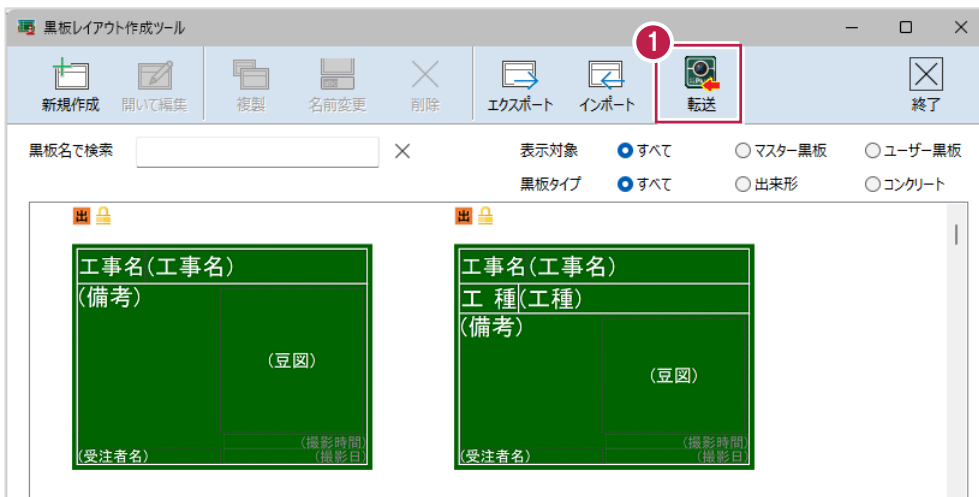 黒板レイアウト作成ツール
1
新規作成 開いて編集 複製 名前変更 削除 エクスポート インポート 転送 終了
黒板名で検索 表示対象 すべて マスター黒板 ユーザー黒板
黒板タイプ すべて 出来形 コンクリート
出 出
工事名(工事名)
(備考)
(豆図)
(撮影時間)
(受注者名) (撮影日)
工事名(工事名)
工 種(工種)
(備考)
(豆図)
(撮影時間)
(受注者名) (撮影日)